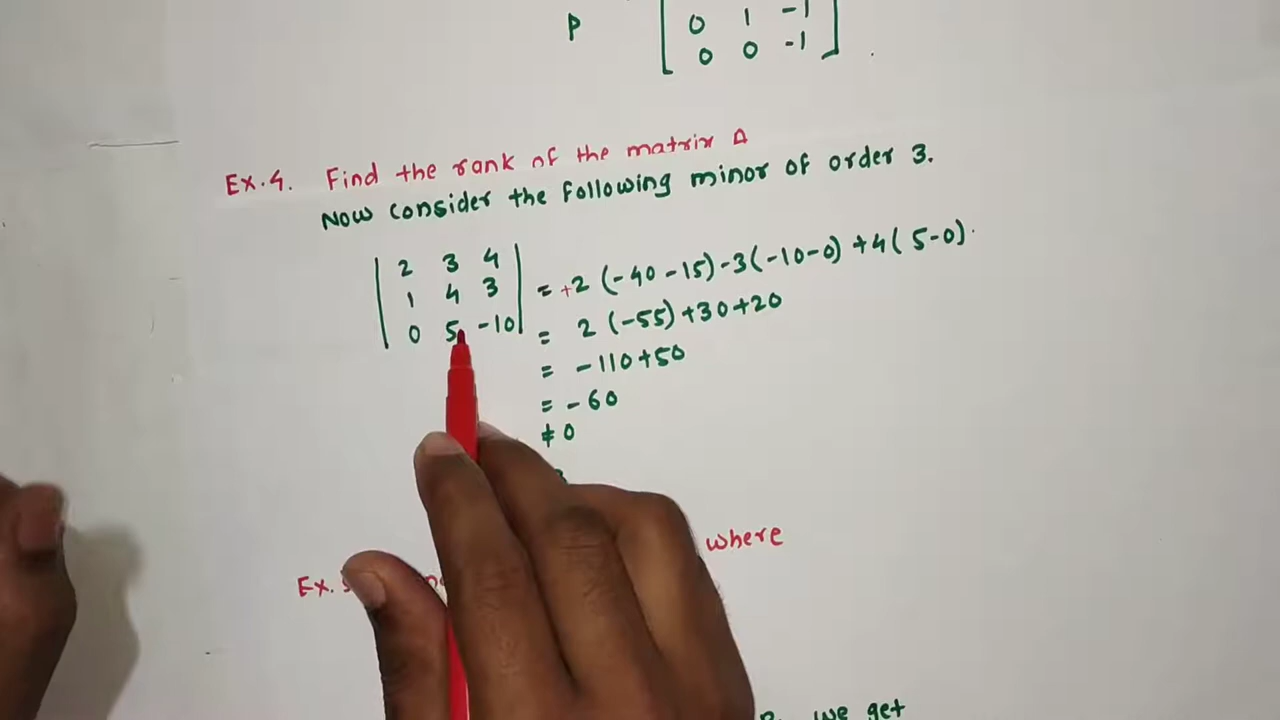 P
0 1 -1
0 0 -1
Ex.4. Find the rank of the matrix A
Now consider the following minor of order 3.
2 3 4
1 4 3
0 5 -10
= +2 (-40-15) -3(-10-0) +4(5-0).
= 2 (-55) +30+20
= -110+50
= -60
≠ 0
Ex.
where
we get